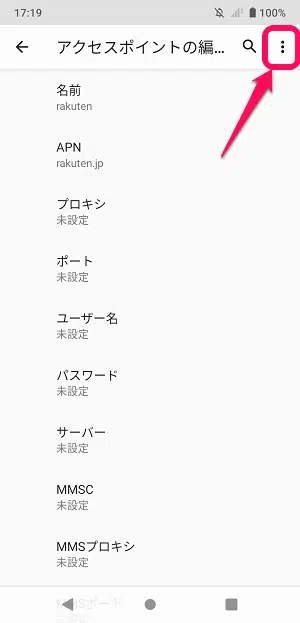 17:19
100%
アクセスポイントの編…
名前
rakuten
APN
rakuten.jp
プロキシ
未設定
ポート
未設定
ユーザー名
未設定
パスワード
未設定
サーバー
未設定
MMSC
未設定
MMSプロキシ
未設定
MMSポート